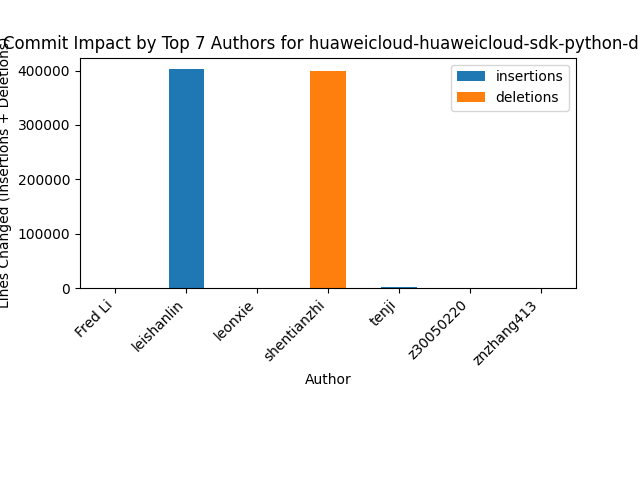 Commit Impact by Top 7 Authors for huaweicloud-huaweicloud-sdk-python-d
Lines Changed (Insertions + Deletions)
400000
300000
200000
100000
0
insertions
deletions
Fred Li
leishanlin
leonxie
shentianzhi
tenji
z30050220
znzhang413
Author